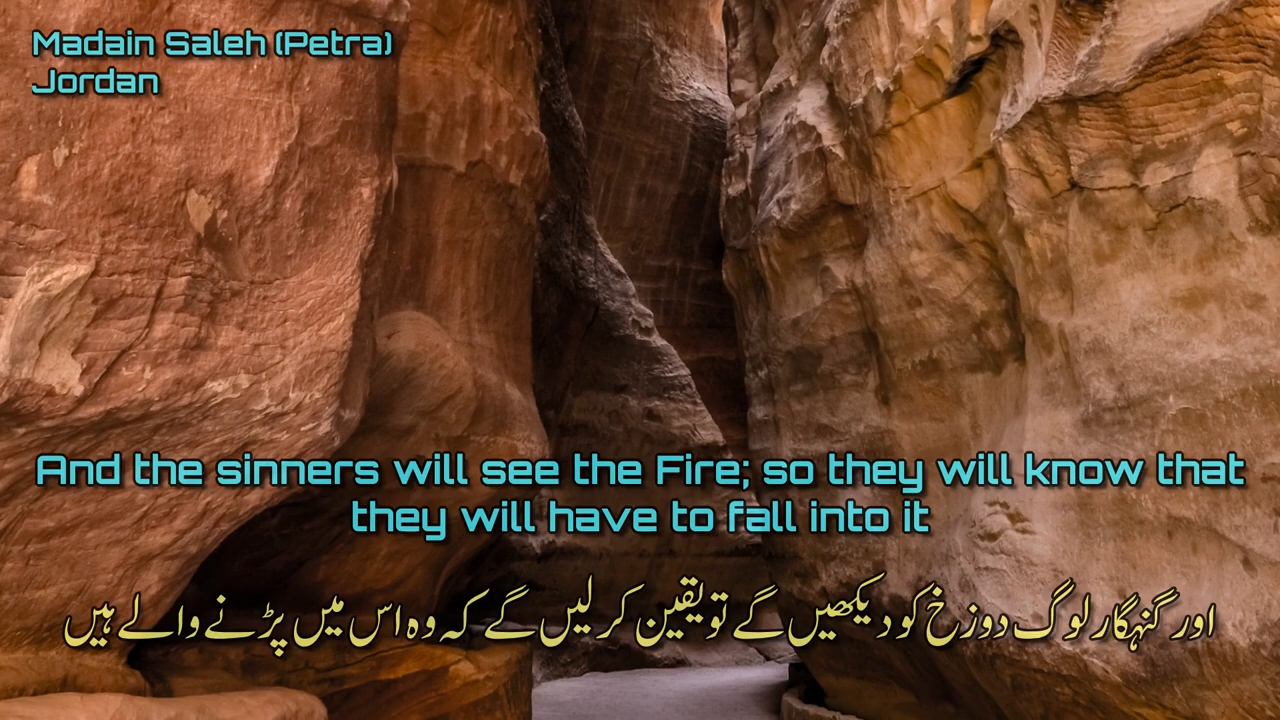 Madain Saleh (Petra)
Jordan
And the sinners will see the Fire; so they will know that
they will have to fall into it
اور گنہگار لوگ دوزخ کو دیکھیں گے تو یقین کر لیں گے کہ وہ اس میں پڑنے والے ہیں